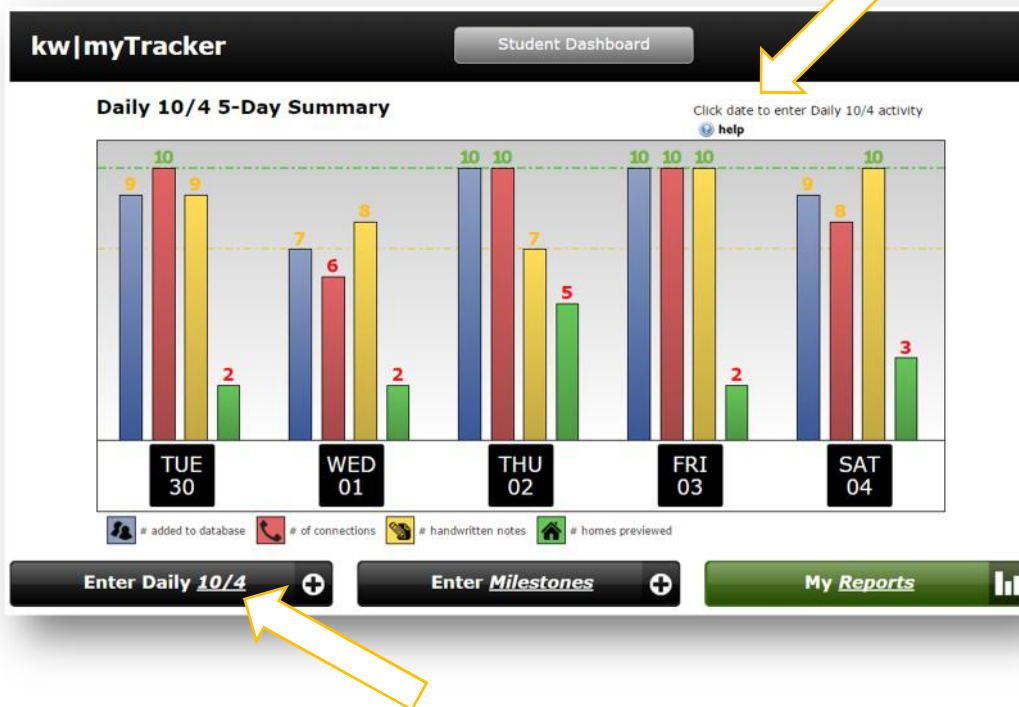 kw|myTracker
Student Dashboard
Daily 10/4 5-Day Summary
Click date to enter Daily 10/4 activity
help
9 10 9 2
7 6 8 2
10 10 7 5
10 10 10 2
9 8 10 3
TUE 30
WED 01
THU 02
FRI 03
SAT 04
# added to database # of connections # handwritten notes # homes previewed
Enter Daily 10/4
Enter Milestones
My Reports